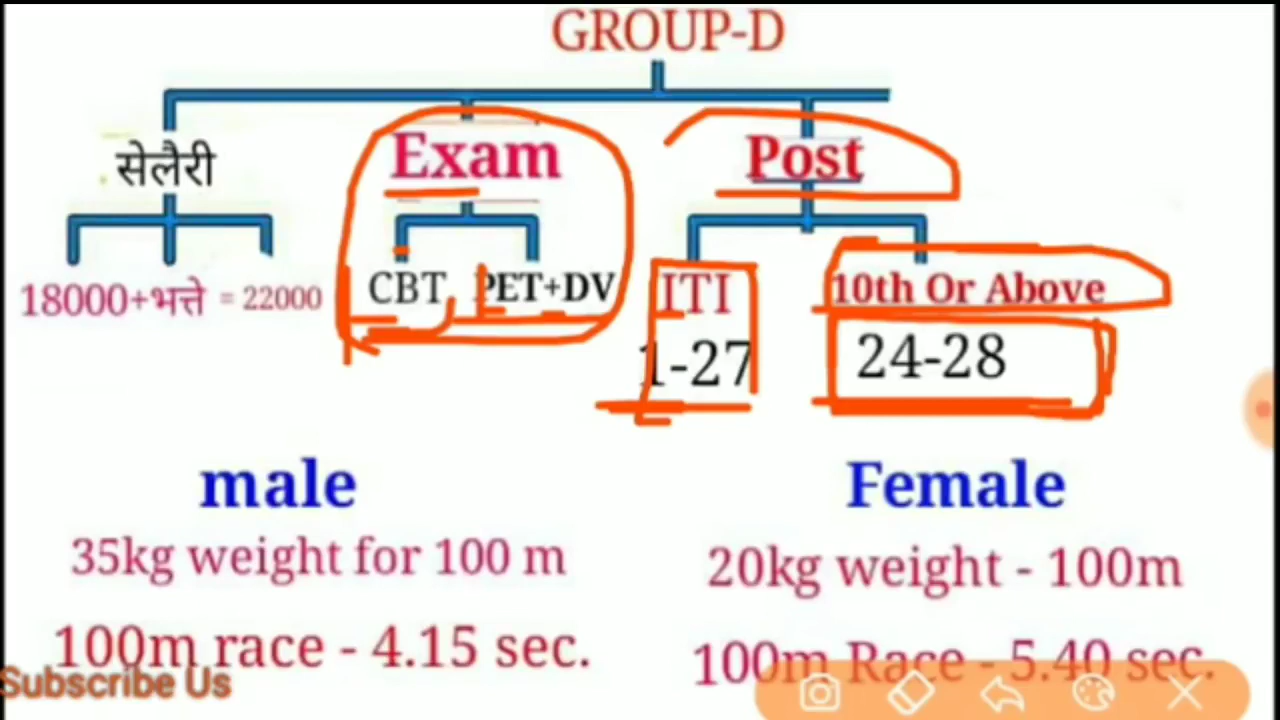 GROUP-D
सेलैरी
Exam
Post
18000+भत्ते = 22000
CBT
PET+DV
ITI
10th Or Above
1-27
24-28
male
Female
35kg weight for 100 m
20kg weight - 100m
100m race - 4.15 sec.
100m Race - 5.40 sec.
Subscribe Us